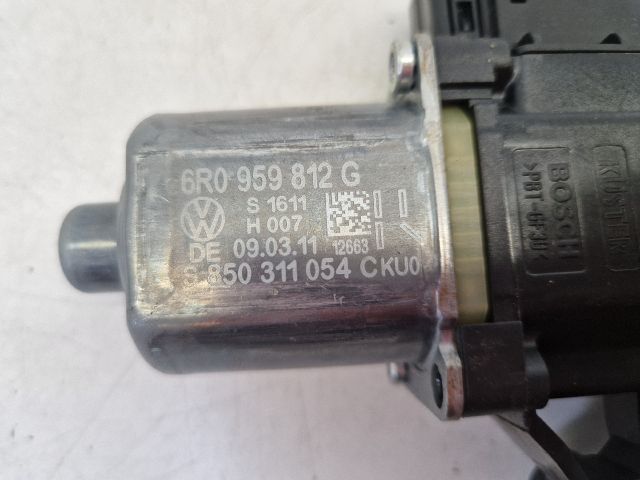 6R0 959 812 G
S 1611
H 007
DE 09.03.11 12663
850 311 054 CKU0
BOSCH
>PBT-GF30<
KÜSTER